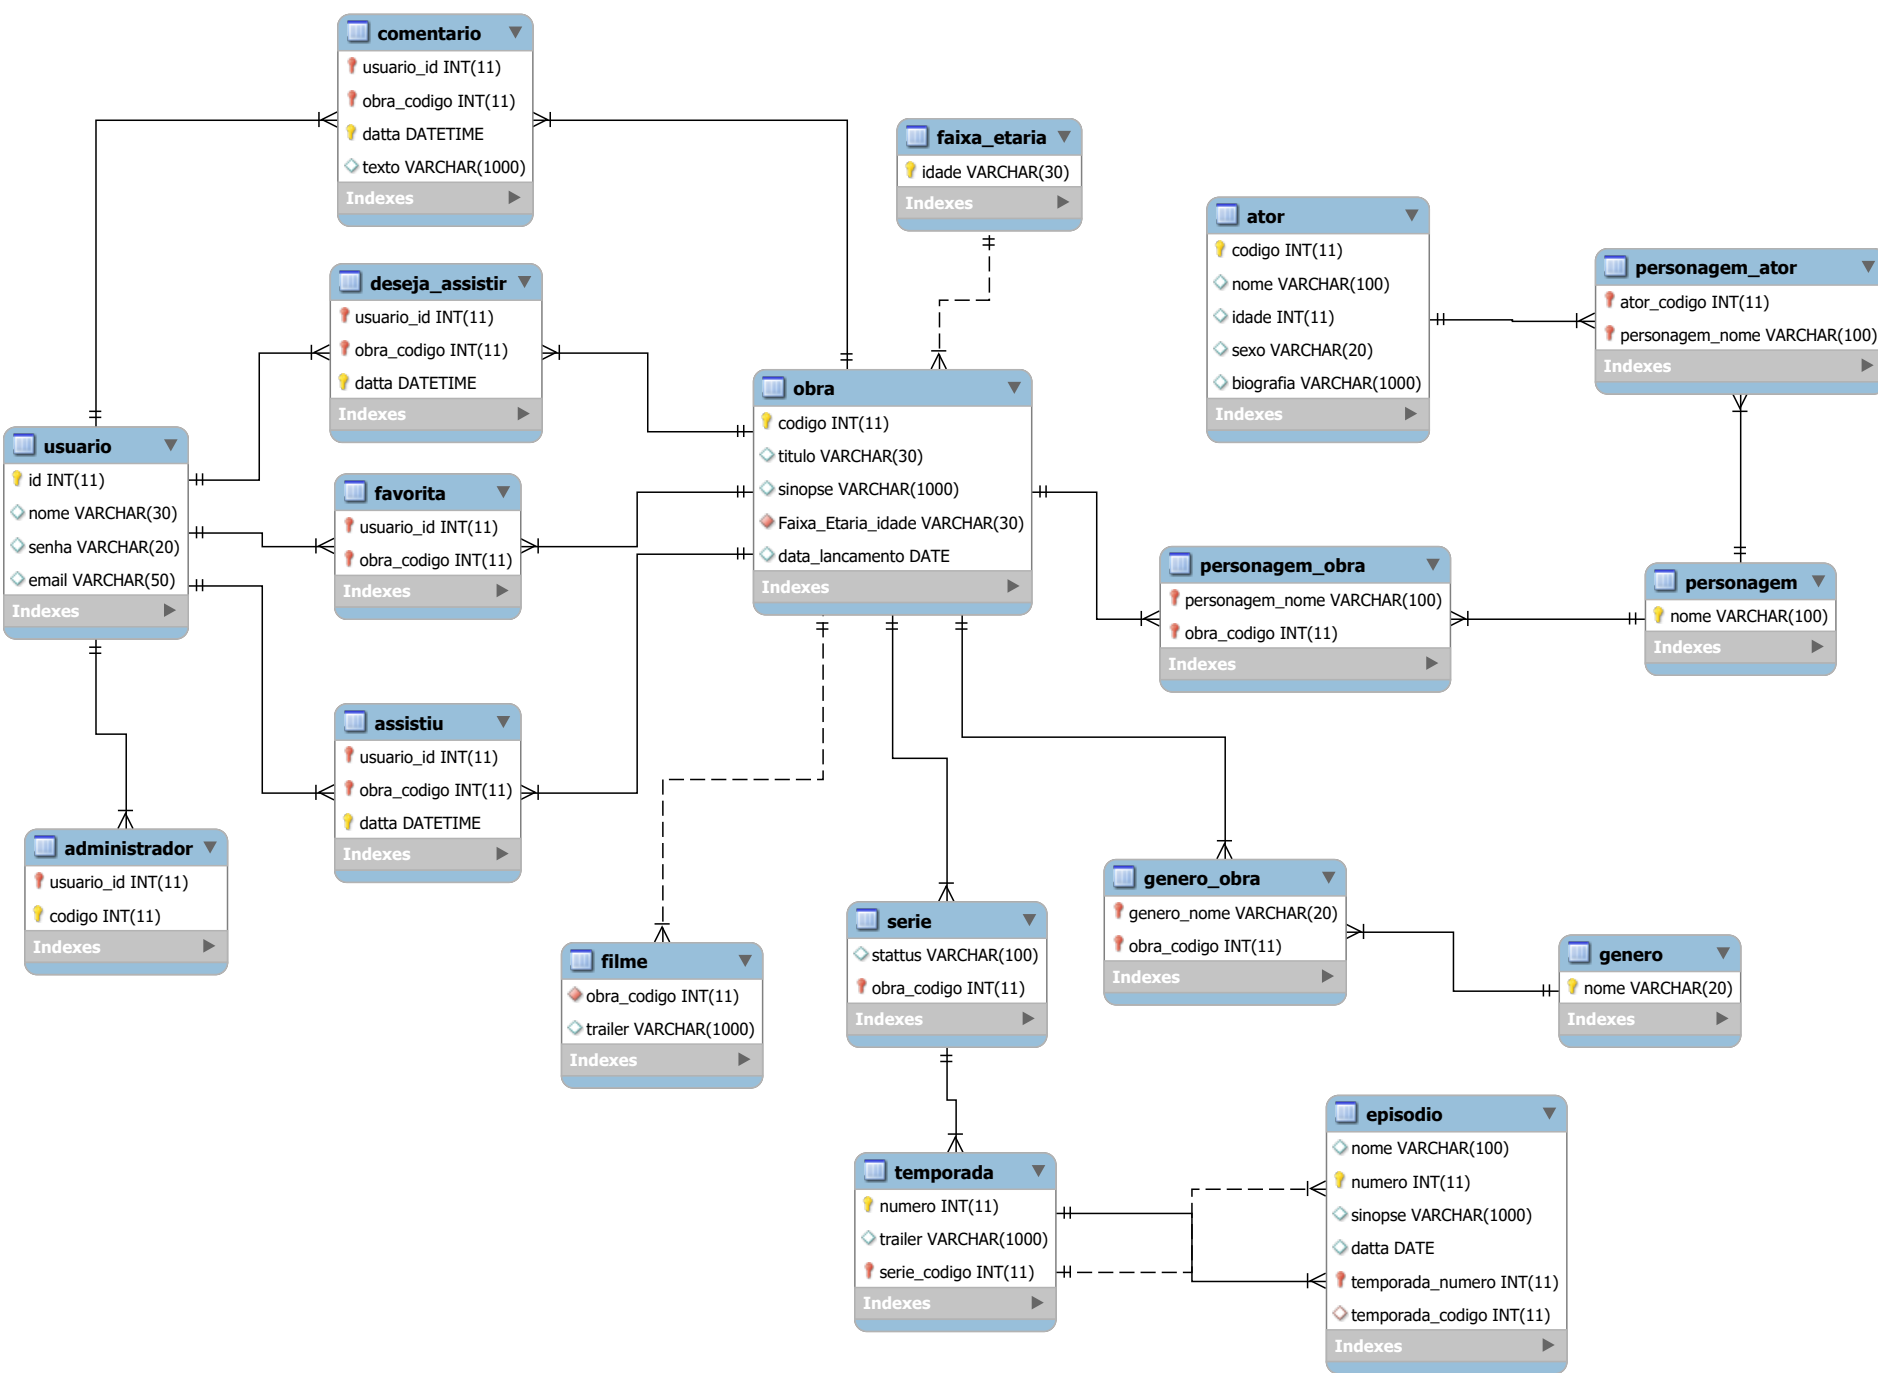 comentario
usuario_id INT(11)
obra_codigo INT(11)
datta DATETIME
texto VARCHAR(1000)
Indexes
faixa_etaria
idade VARCHAR(30)
Indexes
ator
codigo INT(11)
nome VARCHAR(100)
idade INT(11)
sexo VARCHAR(20)
biografia VARCHAR(1000)
Indexes
personagem_ator
ator_codigo INT(11)
personagem_nome VARCHAR(100)
Indexes
deseja_assistir
usuario_id INT(11)
obra_codigo INT(11)
datta DATETIME
Indexes
obra
codigo INT(11)
titulo VARCHAR(30)
sinopse VARCHAR(1000)
Faixa_Etaria_idade VARCHAR(30)
data_lancamento DATE
Indexes
usuario
id INT(11)
nome VARCHAR(30)
senha VARCHAR(20)
email VARCHAR(50)
Indexes
favorita
usuario_id INT(11)
obra_codigo INT(11)
Indexes
personagem_obra
personagem_nome VARCHAR(100)
obra_codigo INT(11)
Indexes
personagem
nome VARCHAR(100)
Indexes
assistiu
usuario_id INT(11)
obra_codigo INT(11)
datta DATETIME
Indexes
administrador
usuario_id INT(11)
codigo INT(11)
Indexes
filme
obra_codigo INT(11)
trailer VARCHAR(1000)
Indexes
serie
stattus VARCHAR(100)
obra_codigo INT(11)
Indexes
genero_obra
genero_nome VARCHAR(20)
obra_codigo INT(11)
Indexes
genero
nome VARCHAR(20)
Indexes
temporada
numero INT(11)
trailer VARCHAR(1000)
serie_codigo INT(11)
Indexes
episodio
nome VARCHAR(100)
numero INT(11)
sinopse VARCHAR(1000)
datta DATE
temporada_numero INT(11)
temporada_codigo INT(11)
Indexes